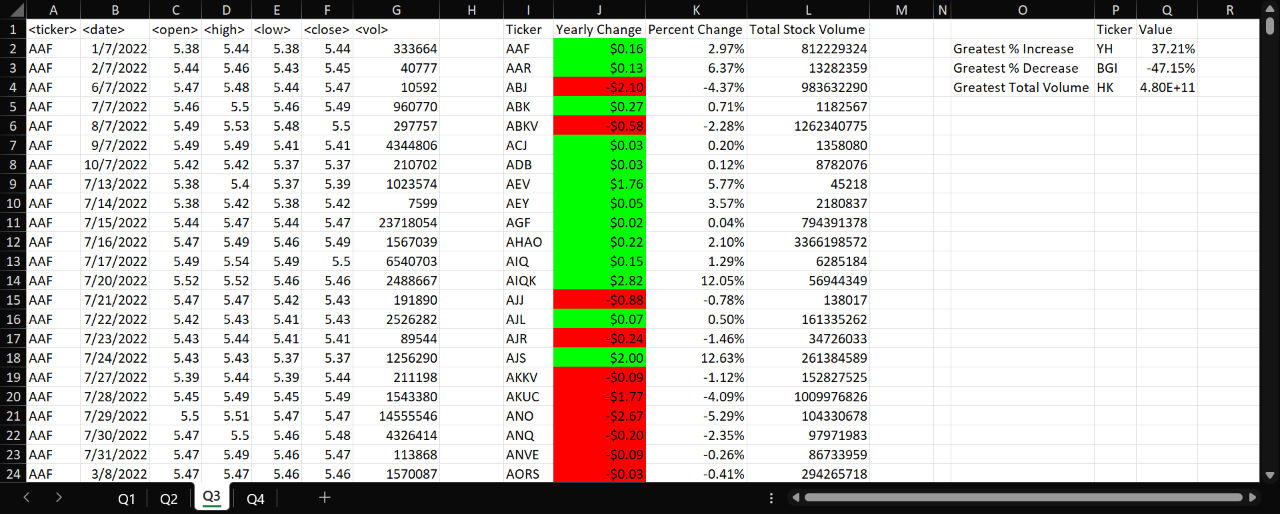 A B C D E F G H I J K L M N O P Q R
1 <ticker> <date> <open> <high> <low> <close> <vol> Ticker Yearly Change Percent Change Total Stock Volume Ticker Value
2 AAF 1/7/2022 5.38 5.44 5.38 5.44 333664 AAF $0.16 2.97% 812229324 Greatest % Increase YH 37.21%
3 AAF 2/7/2022 5.44 5.46 5.43 5.45 40777 AAR $0.13 6.37% 13282359 Greatest % Decrease BGI -47.15%
4 AAF 6/7/2022 5.47 5.48 5.44 5.47 10592 ABJ -$2.10 -4.37% 983632290 Greatest Total Volume HK 4.80E+11
5 AAF 7/7/2022 5.46 5.5 5.46 5.49 960770 ABK $0.27 0.71% 1182567
6 AAF 8/7/2022 5.49 5.53 5.48 5.5 297757 ABKV -$0.58 -2.28% 1262340775
7 AAF 9/7/2022 5.49 5.49 5.41 5.41 4344806 ACJ $0.03 0.20% 1358080
8 AAF 10/7/2022 5.42 5.42 5.37 5.37 210702 ADB $0.03 0.12% 8782076
9 AAF 7/13/2022 5.38 5.4 5.37 5.39 1023574 AEV $1.76 5.77% 45218
10 AAF 7/14/2022 5.38 5.42 5.38 5.42 7599 AEY $0.05 3.57% 2180837
11 AAF 7/15/2022 5.44 5.47 5.44 5.47 23718054 AGF $0.02 0.04% 794391378
12 AAF 7/16/2022 5.47 5.49 5.46 5.49 1567039 AHAO $0.22 2.10% 3366198572
13 AAF 7/17/2022 5.49 5.54 5.49 5.5 6540703 AIQ $0.15 1.29% 6285184
14 AAF 7/20/2022 5.52 5.52 5.46 5.46 2488667 AIQK $2.82 12.05% 56944349
15 AAF 7/21/2022 5.47 5.47 5.42 5.43 191890 AJJ -$0.88 -0.78% 138017
16 AAF 7/22/2022 5.42 5.43 5.41 5.43 2526282 AJL $0.07 0.50% 161335262
17 AAF 7/23/2022 5.43 5.44 5.41 5.41 89544 AJR -$0.24 -1.46% 34726033
18 AAF 7/24/2022 5.43 5.43 5.37 5.37 1256290 AJS $2.00 12.63% 261384589
19 AAF 7/27/2022 5.39 5.44 5.39 5.44 211198 AKKV -$0.09 -1.12% 152827525
20 AAF 7/28/2022 5.45 5.49 5.45 5.49 1543380 AKUC -$1.77 -4.09% 1009976826
21 AAF 7/29/2022 5.5 5.51 5.47 5.47 14555546 ANO -$2.67 -5.29% 104330678
22 AAF 7/30/2022 5.47 5.5 5.46 5.48 4326414 ANQ -$0.20 -2.35% 97971983
23 AAF 7/31/2022 5.47 5.49 5.46 5.47 113868 ANVE -$0.09 -0.26% 86733959
24 AAF 3/8/2022 5.47 5.47 5.46 5.46 1570087 AORS -$0.03 -0.41% 294265718
Q1 Q2 Q3 Q4